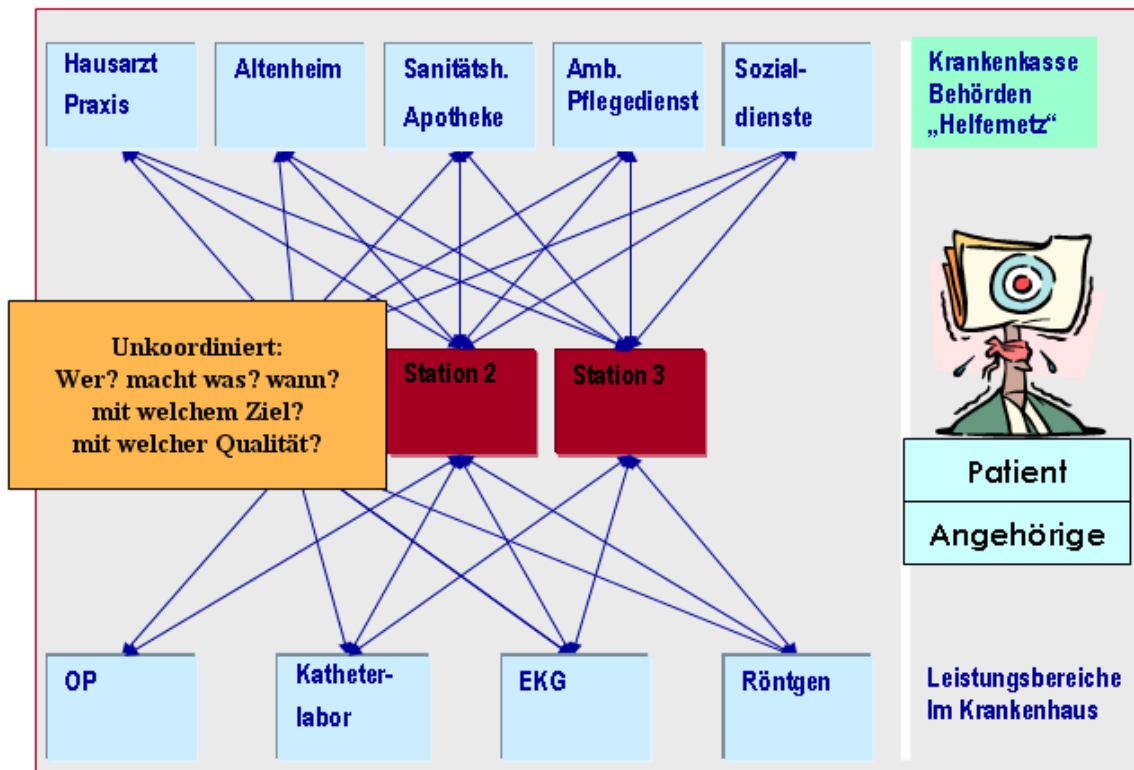 Hausarzt
Praxis
Altenheim
Sanitätsh.
Apotheke
Amb.
Pflegedienst
Sozial-
dienste
Krankenkasse
Behörden
„Helfernetz“
Unkoordiniert:
Wer? macht was? wann?
mit welchem Ziel?
mit welcher Qualität?
Station 2
Station 3
Patient
Angehörige
OP
Katheter-
labor
EKG
Röntgen
Leistungsbereiche
Im Krankenhaus